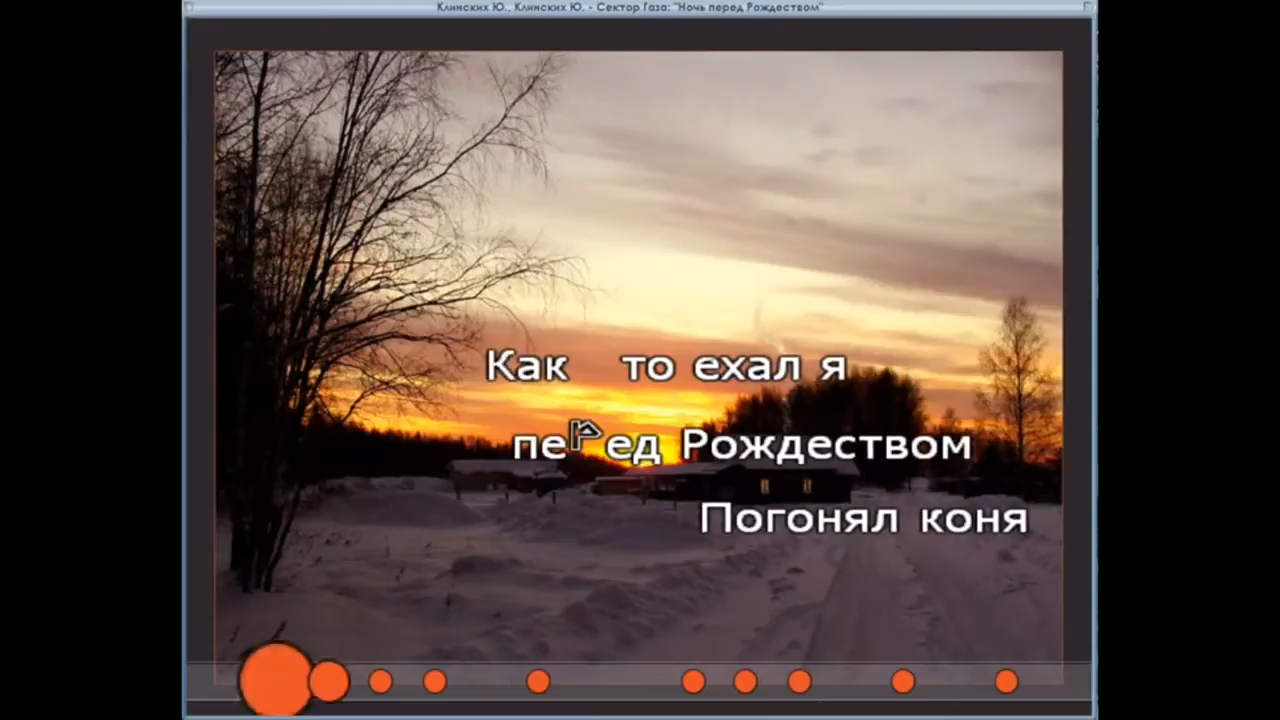 Клинских Ю., Клинских Ю. - Сектор Газа: "Ночь перед Рождеством"
Как то ехал я
перед Рождеством
Погонял коня